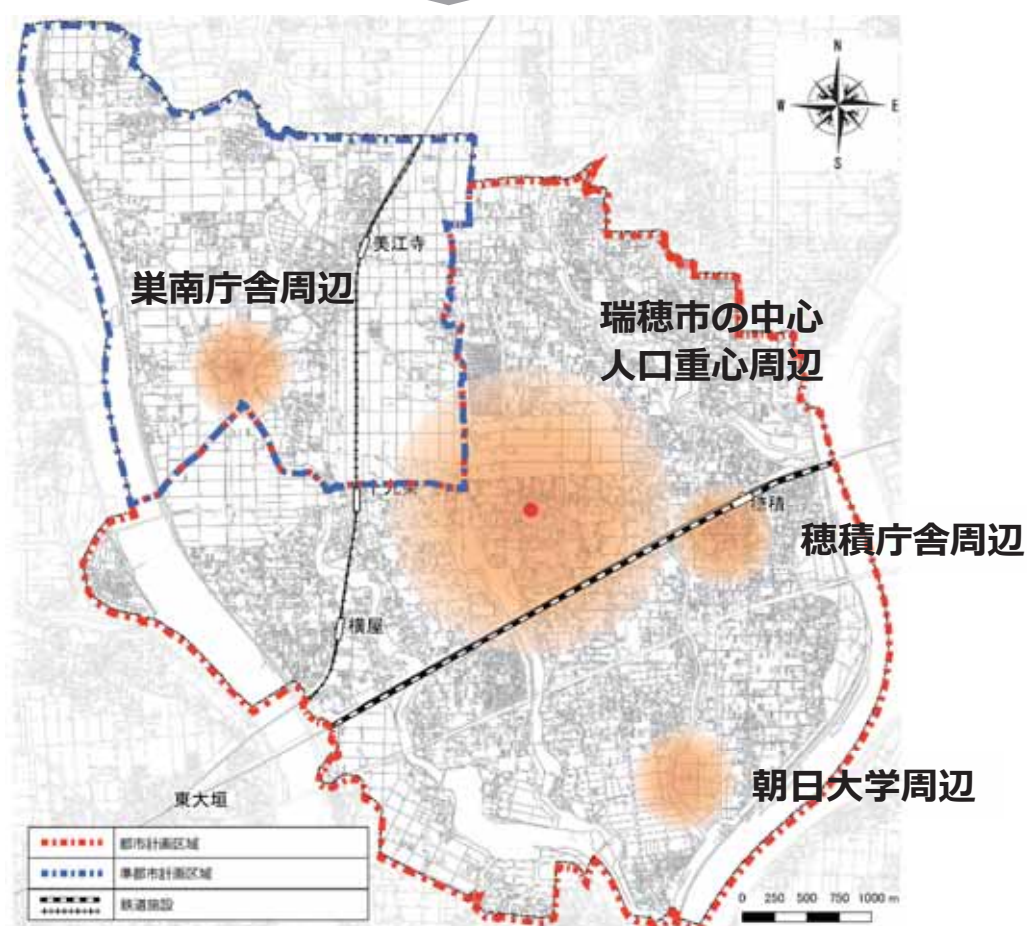 N
W
E
S
美江寺
巣南庁舎周辺
瑞穂市の中心
人口重心周辺
十九条
穂積
穂積庁舎周辺
横屋
朝日大学周辺
東大垣
都市計画区域
準都市計画区域
鉄道施設
0 250 500 750 1000 m